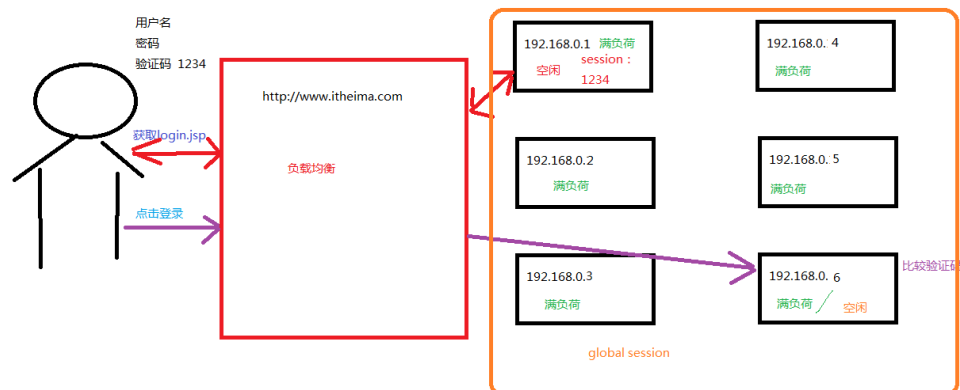 用户名
密码
验证码 1234
获取login.jsp
点击登录
http://www.itheima.com
负载均衡
192.168.0.1 满负荷
空闲 session：
1234
192.168.0.2
满负荷
192.168.0.3
满负荷
192.168.0. 4
满负荷
192.168.0. 5
满负荷
192.168.0. 6
满负荷 空闲
比较验证码
global session